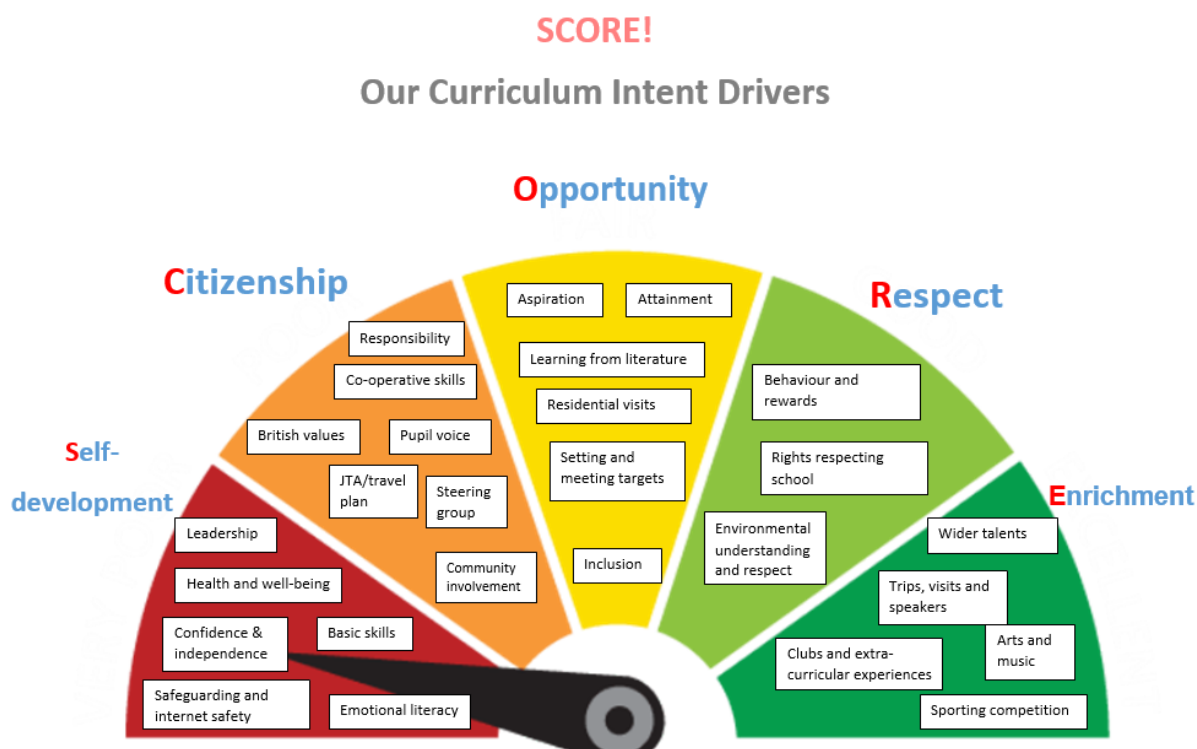 SCORE!
Our Curriculum Intent Drivers
Self-
development
Leadership
Health and well-being
Confidence &
independence
Basic skills
Safeguarding and
internet safety
Emotional literacy
Citizenship
Responsibility
Co-operative skills
British values
Pupil voice
JTA/travel
plan
Steering
group
Community
involvement
Opportunity
Aspiration
Attainment
Learning from literature
Residential visits
Setting and
meeting targets
Inclusion
Respect
Behaviour and
rewards
Rights respecting
school
Environmental
understanding
and respect
Enrichment
Wider talents
Trips, visits and
speakers
Arts and
music
Clubs and extra-
curricular experiences
Sporting competition